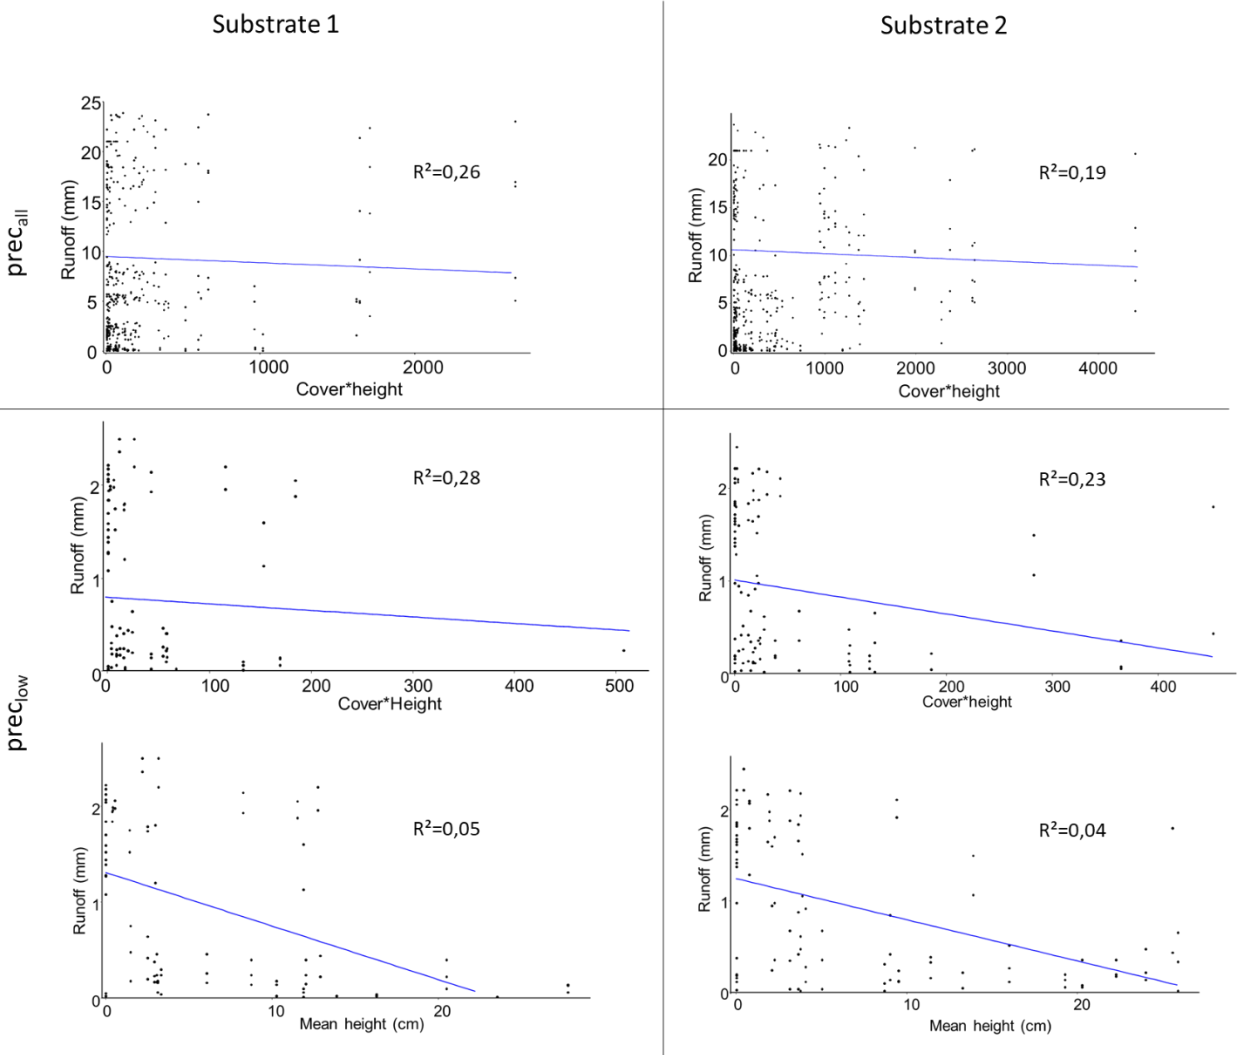 Substrate 1
Substrate 2
prec_all
Runoff (mm)
25
20
15
10
5
0
R²=0,26
0 1000 2000
Cover*height
Runoff (mm)
20
15
10
5
0
R²=0,19
0 1000 2000 3000 4000
Cover*height
prec_low
Runoff (mm)
2
1
0
R²=0,28
0 100 200 300 400 500
Cover*Height
Runoff (mm)
2
1
0
R²=0,23
0 100 200 300 400
Cover*height
Runoff (mm)
2
1
0
R²=0,05
0 10 20
Mean height (cm)
Runoff (mm)
2
1
0
R²=0,04
0 10 20
Mean height (cm)